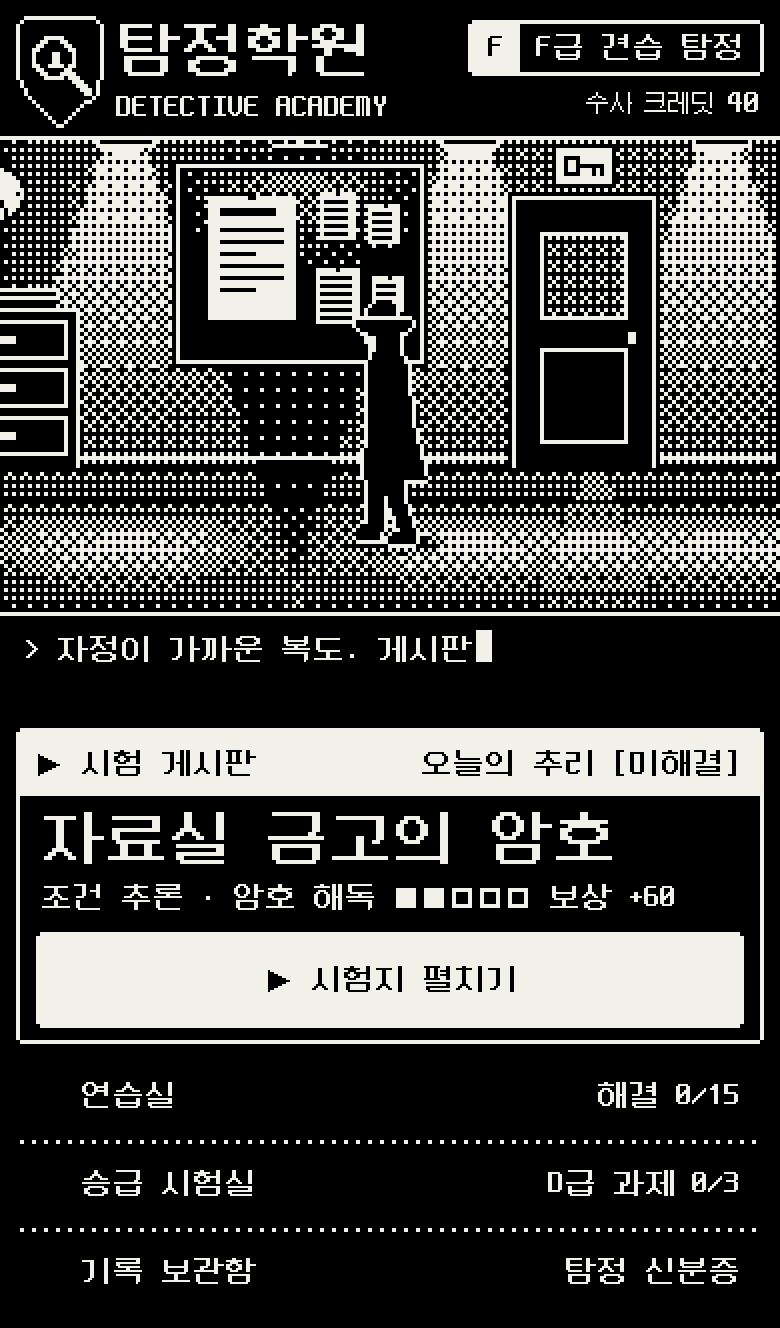 탐정학원
DETECTIVE ACADEMY
F F급 견습 탐정
수사 크레딧 40
> 자정이 가까운 복도. 게시판
▶ 시험 게시판 오늘의 추리 [미해결]
자료실 금고의 암호
조건 추론 · 암호 해독 ■■□□□ 보상 +60
▶ 시험지 펼치기
연습실 해결 0/15
승급 시험실 D급 과제 0/3
기록 보관함 탐정 신분증